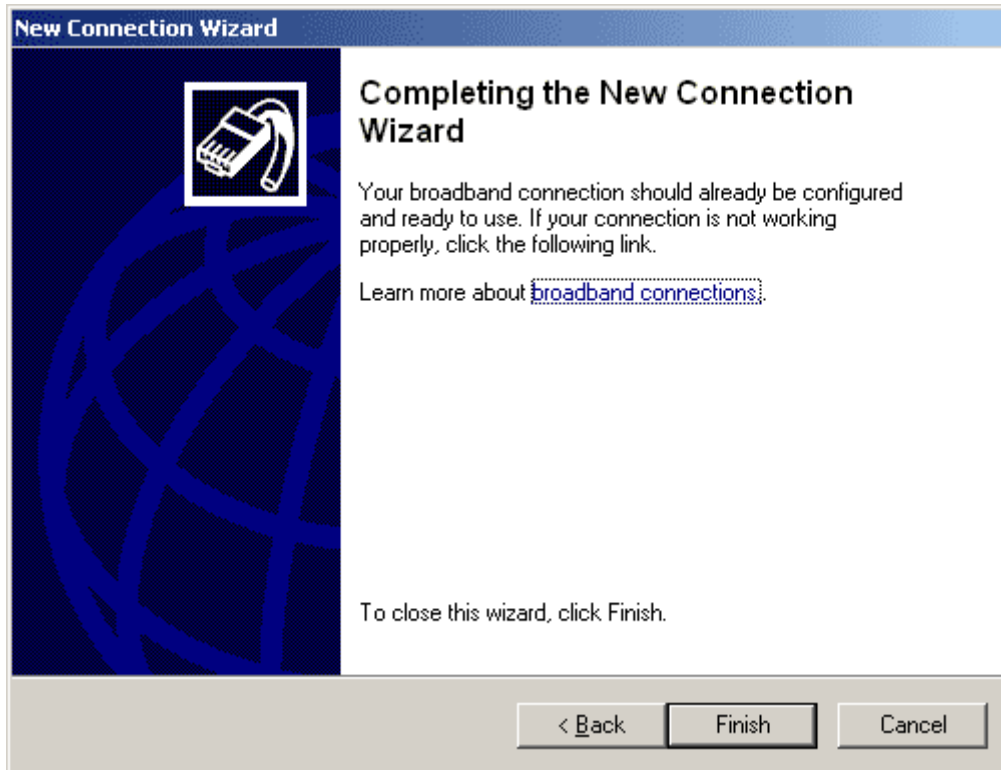 New Connection Wizard
Completing the New Connection
Wizard
Your broadband connection should already be configured
and ready to use. If your connection is not working
properly, click the following link.
Learn more about broadband connections.
To close this wizard, click Finish.
< Back
Finish
Cancel